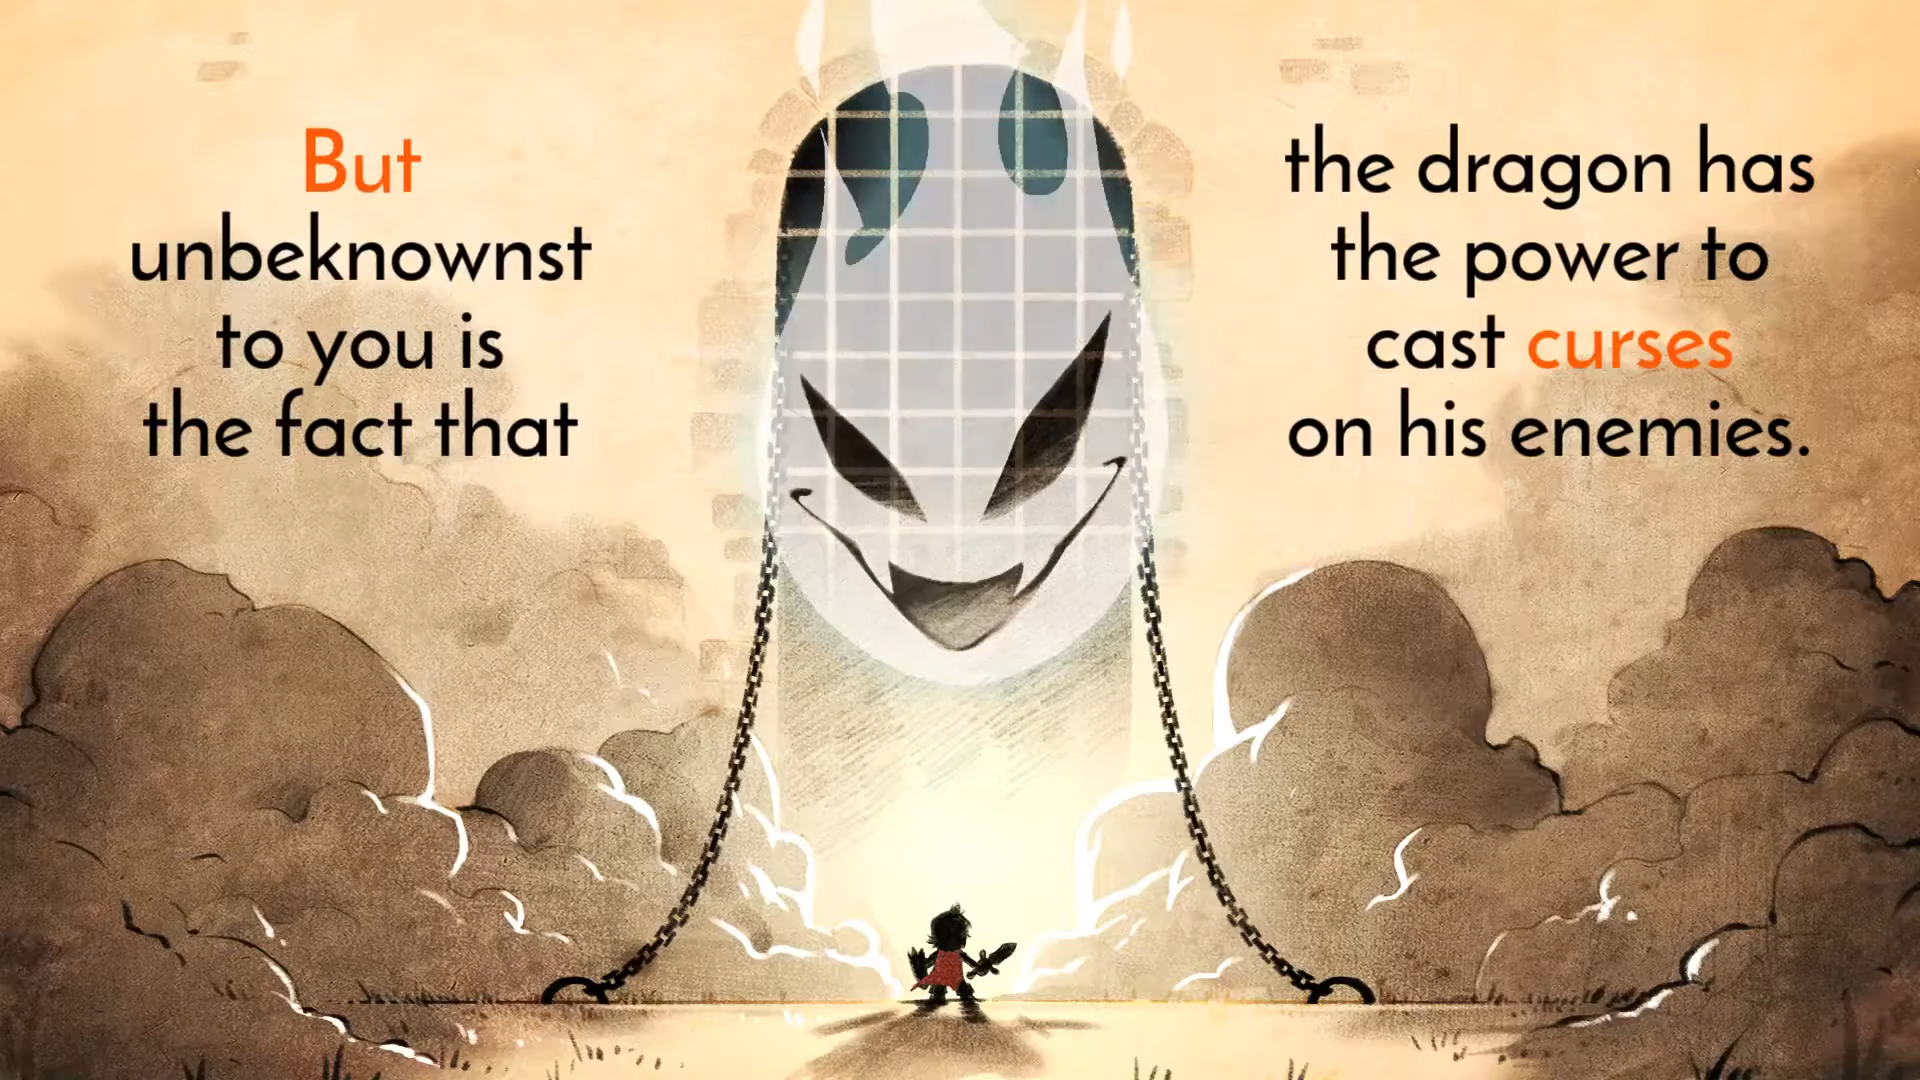 But
unbeknownst
to you is
the fact that
the dragon has
the power to
cast curses
on his enemies.